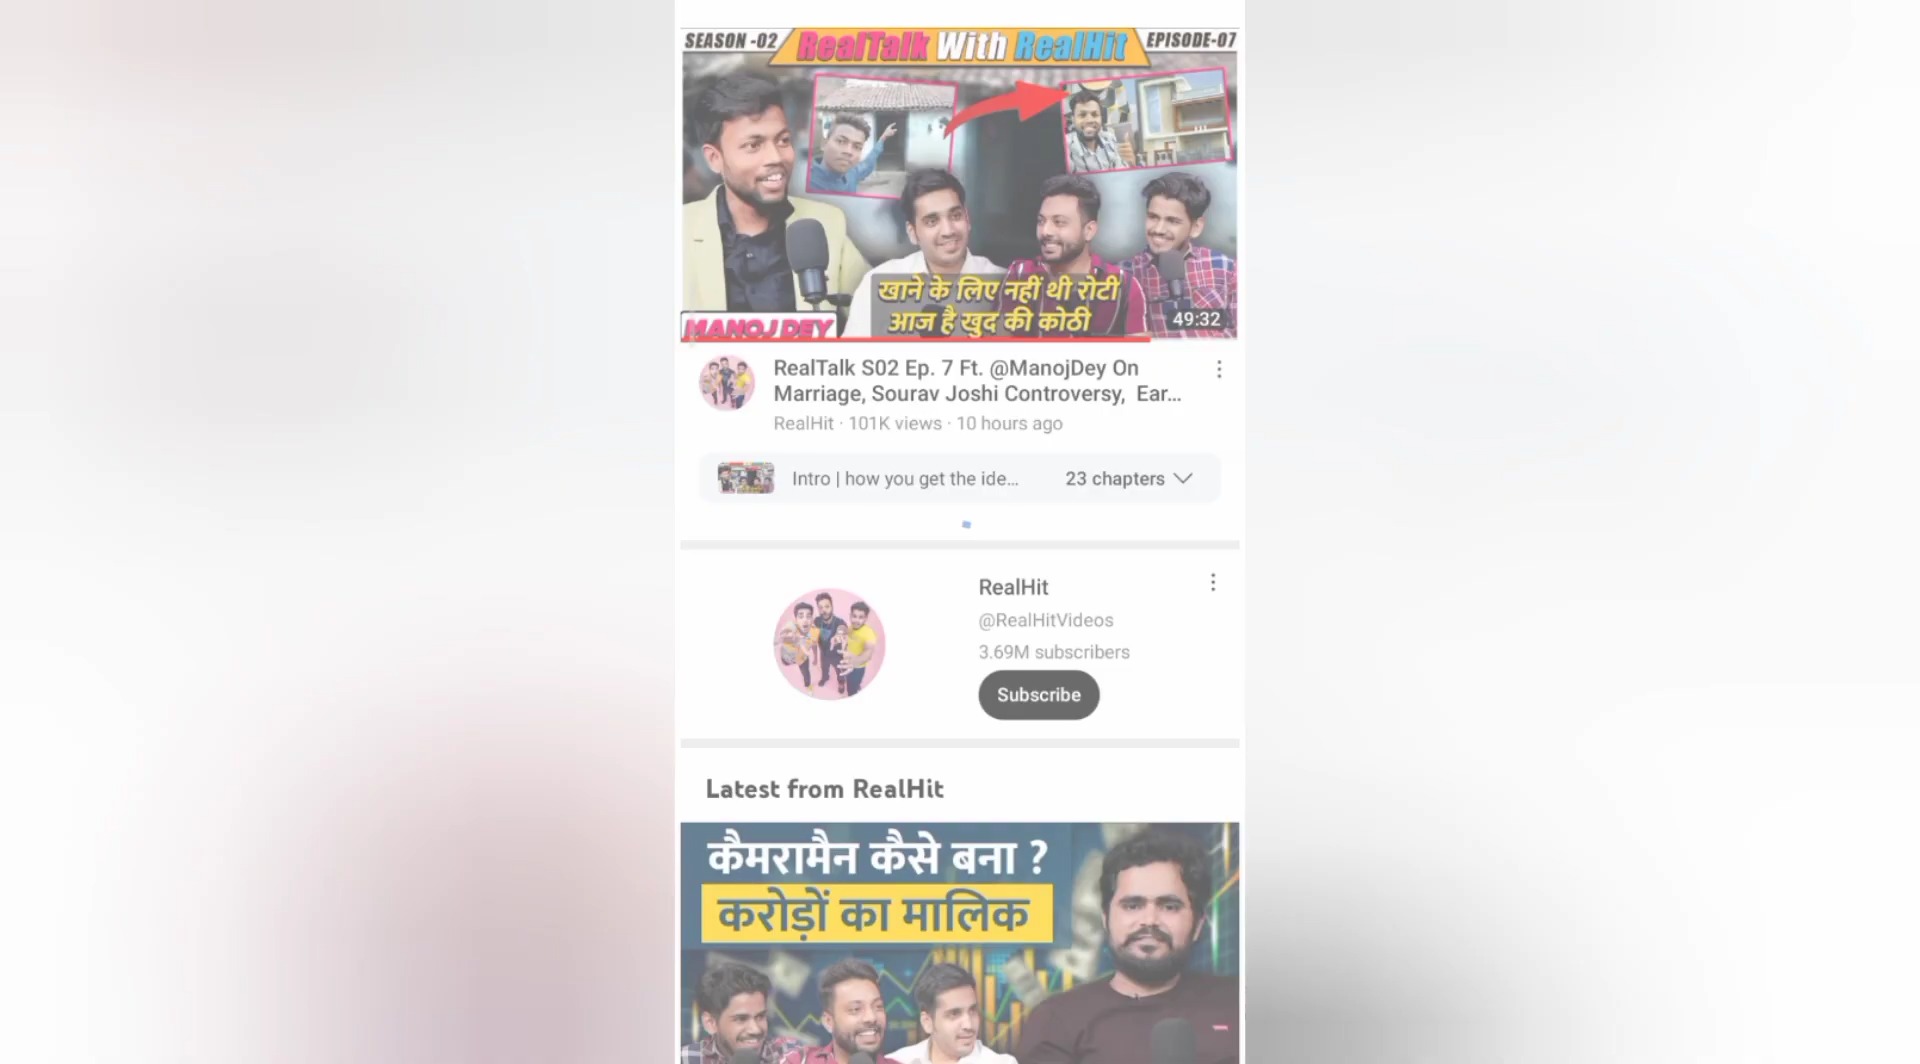 SEASON -02
RealTalk With RealHit
EPISODE-07
खाने के लिए नहीं थी रोटी
आज है खुद की कोठी
49:32
MANOJ DEY
RealTalk S02 Ep. 7 Ft. @ManojDey On
Marriage, Sourav Joshi Controversy, Ear...
RealHit · 101K views · 10 hours ago
Intro | how you get the ide...
23 chapters
RealHit
@RealHitVideos
3.69M subscribers
Subscribe
Latest from RealHit
कैमरामैन कैसे बना ?
करोड़ों का मालिक